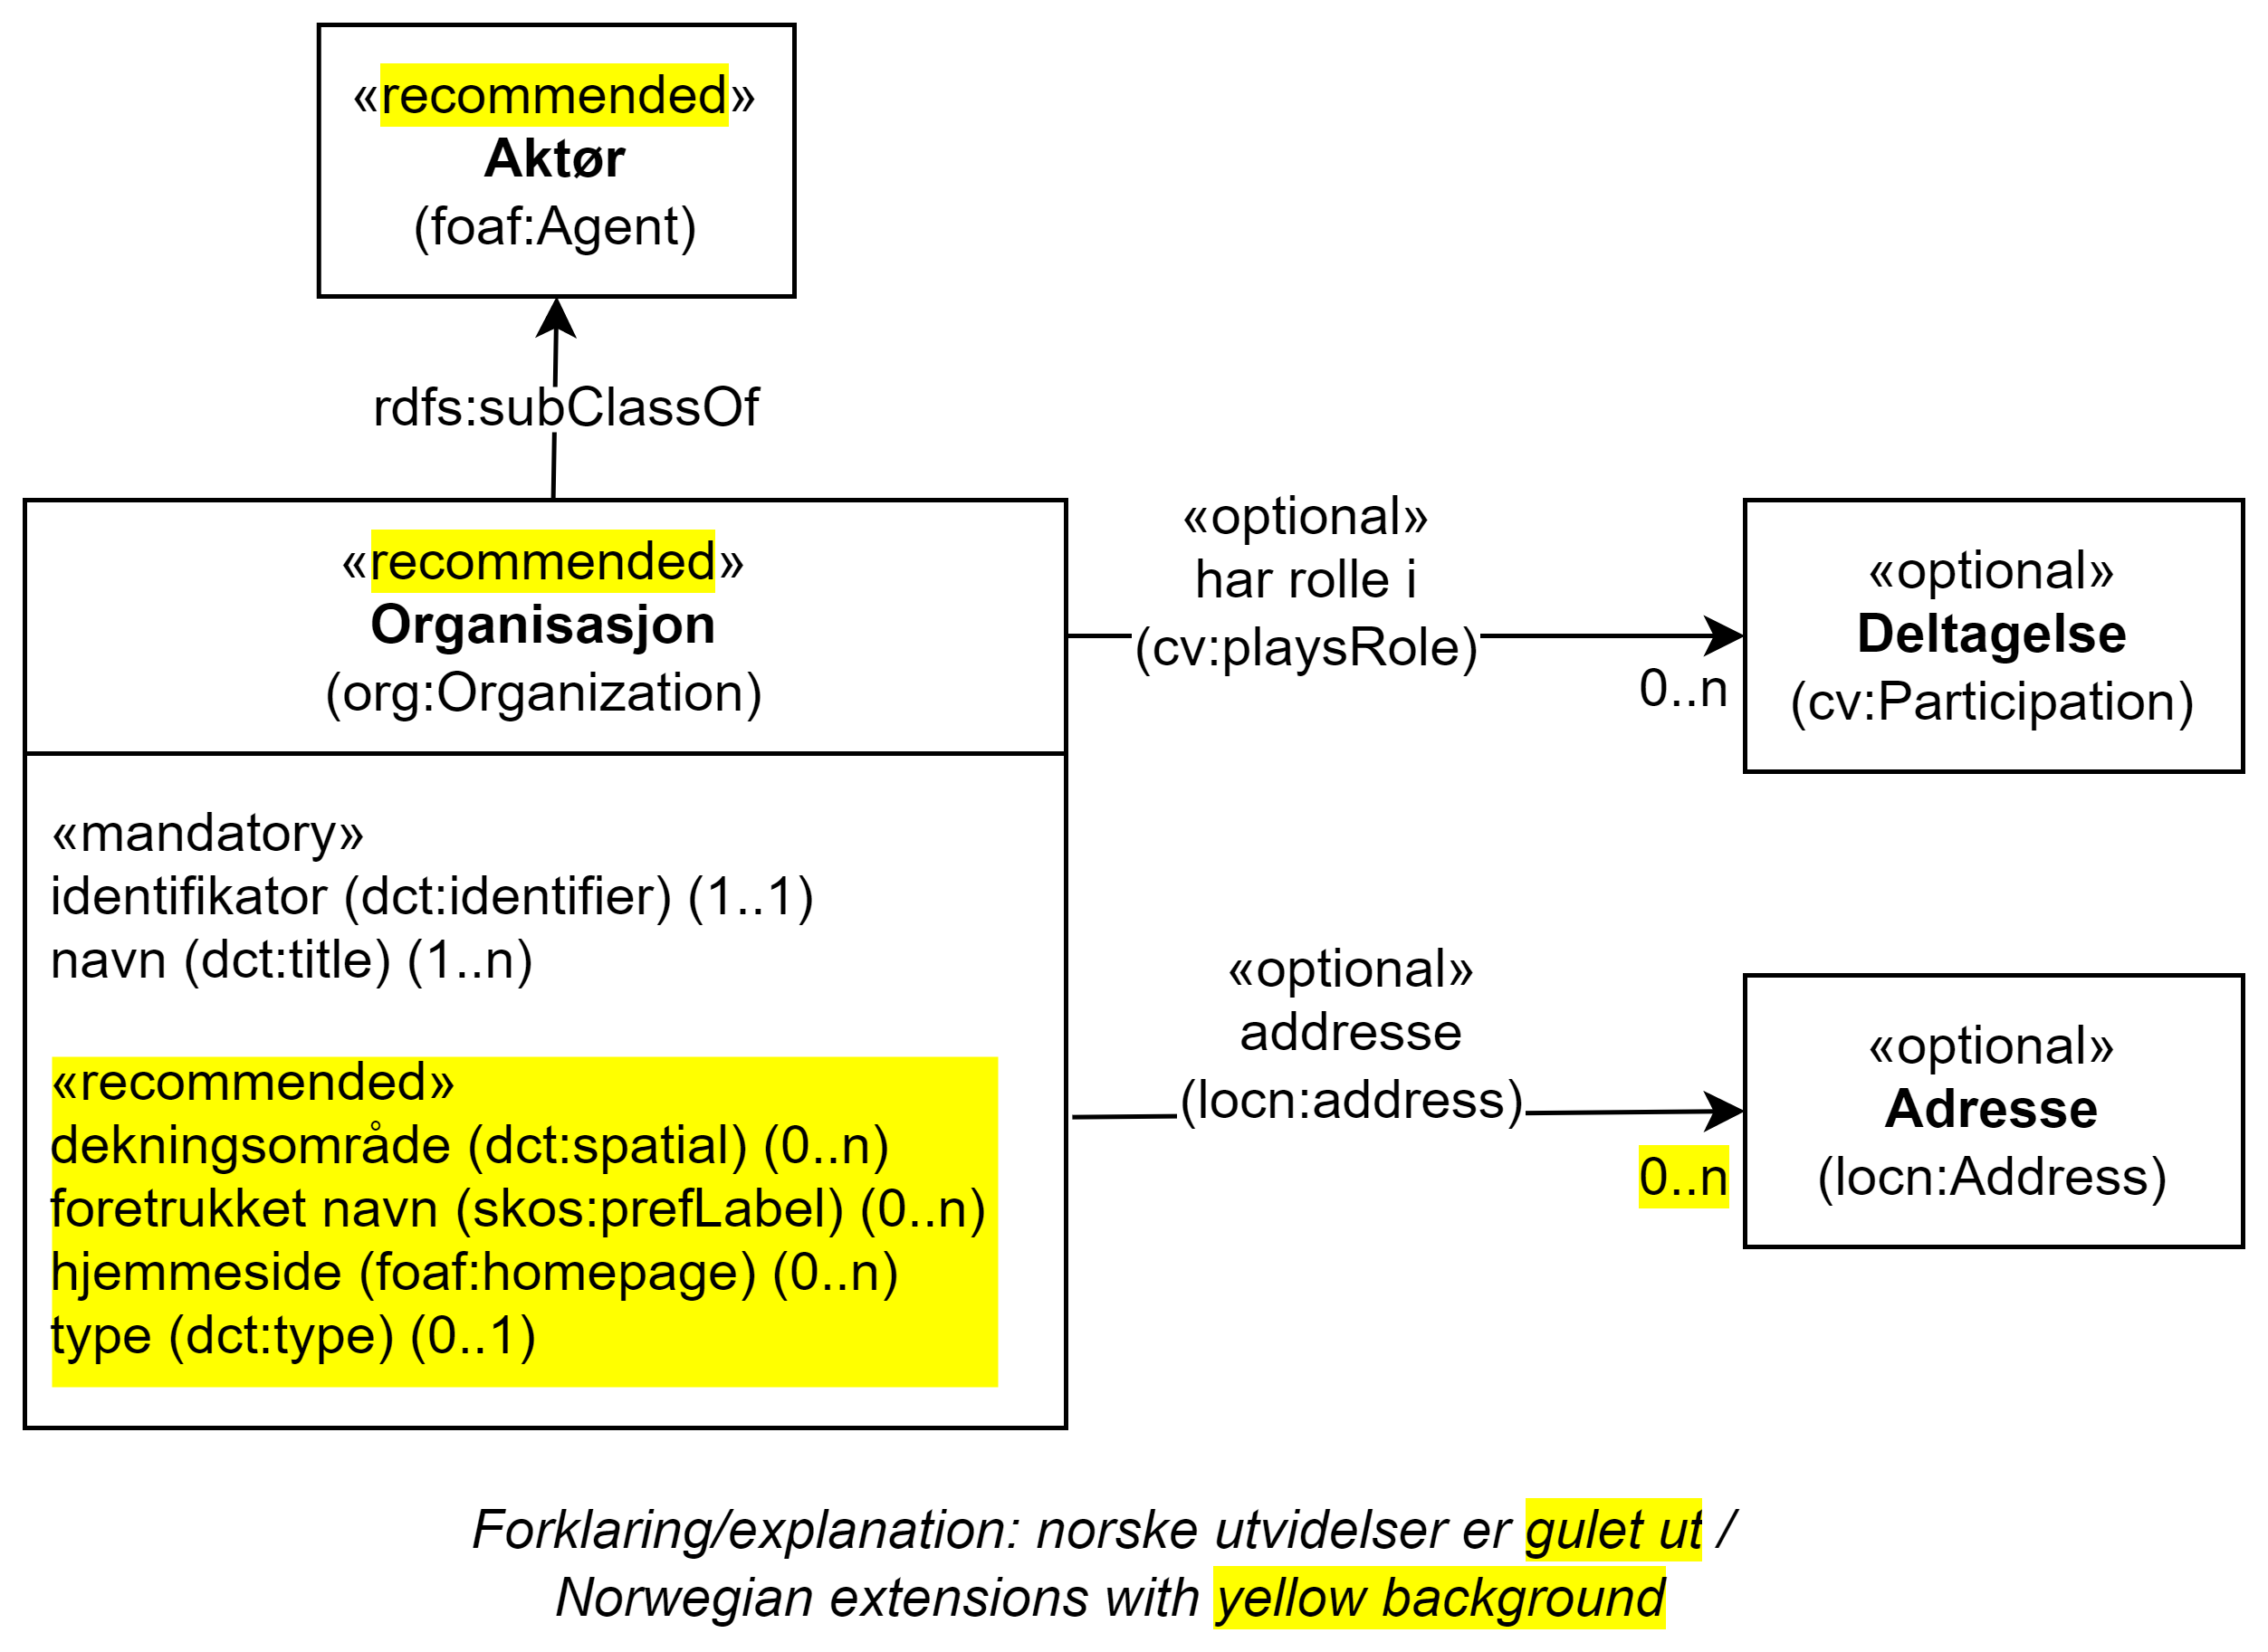 «recommended»
Aktør
(foaf:Agent)
rdfs:subClassOf
«recommended»
Organisasjon
(org:Organization)
«mandatory»
identifikator (dct:identifier) (1..1)
navn (dct:title) (1..n)
«recommended»
dekningsområde (dct:spatial) (0..n)
foretrukket navn (skos:prefLabel) (0..n)
hjemmeside (foaf:homepage) (0..n)
type (dct:type) (0..1)
«optional»
har rolle i
(cv:playsRole)
0..n
«optional»
Deltagelse
(cv:Participation)
«optional»
addresse
(locn:address)
0..n
«optional»
Adresse
(locn:Address)
Forklaring/explanation: norske utvidelser er gulet ut /
Norwegian extensions with yellow background